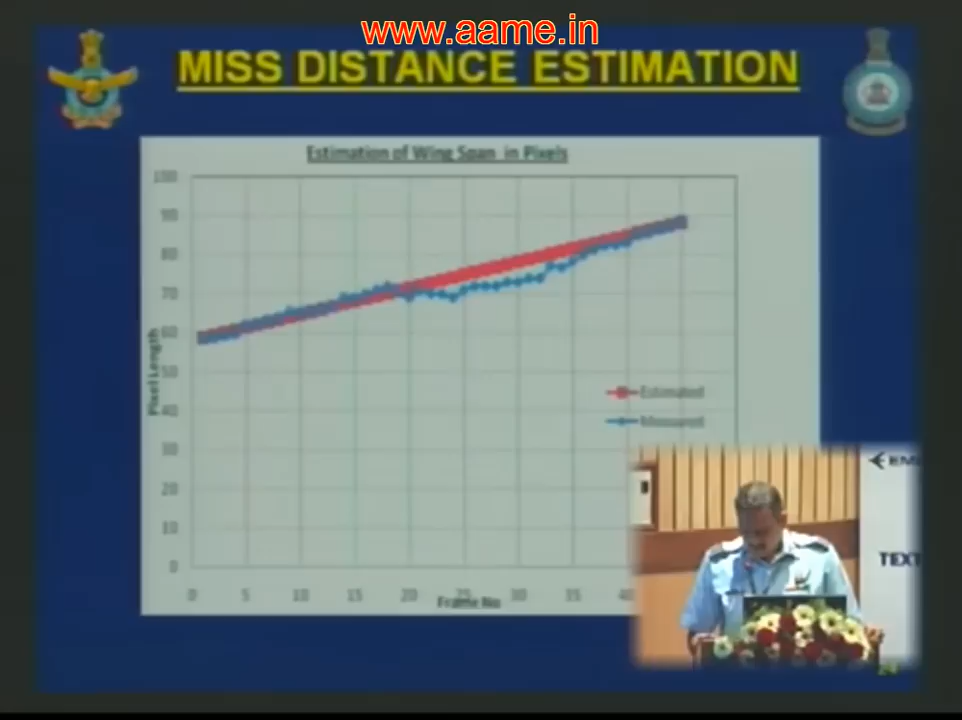 www.aame.in
MISS DISTANCE ESTIMATION
Estimation of Wing Span in Pixels
100
90
80
70
60
50
40
30
20
10
0
Pixel Length
Estimated
Measured
0 5 10 15 20 25 30 35
Frame No
TEXT
24